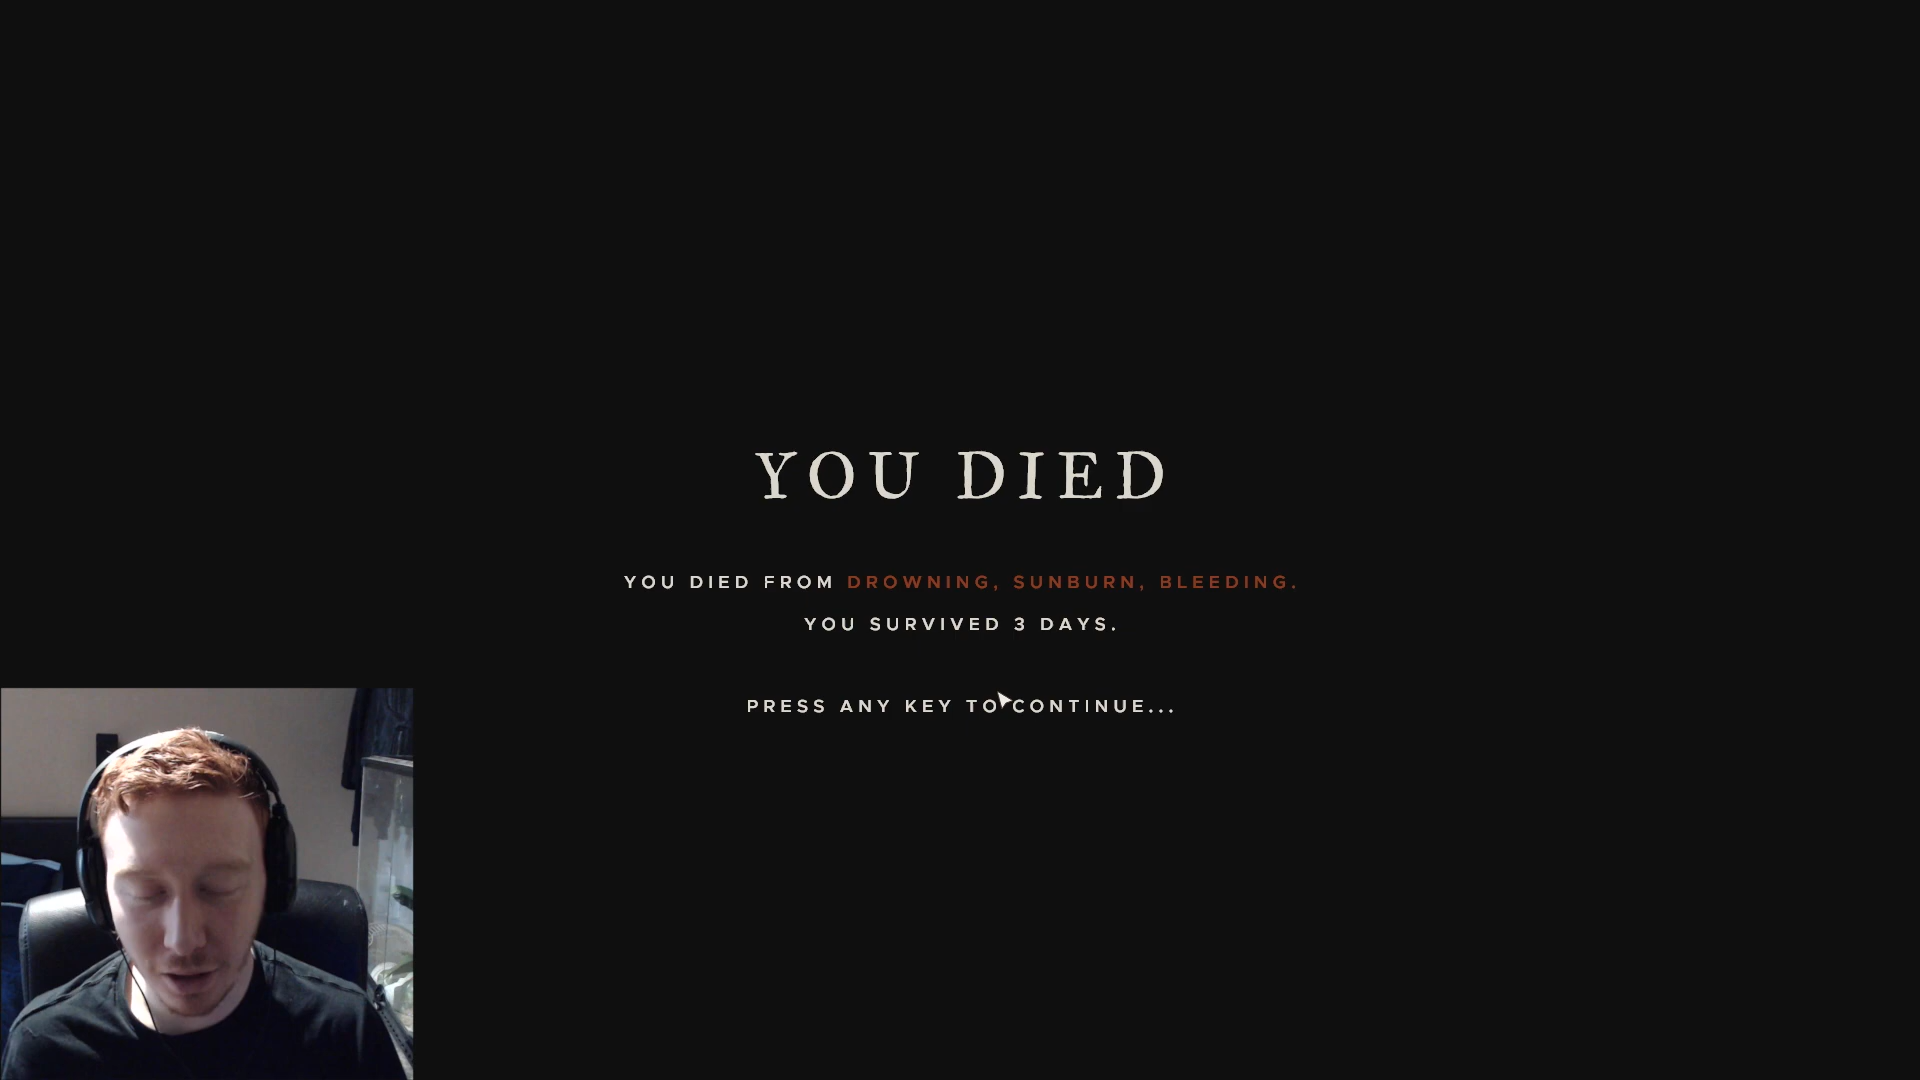 YOU DIED
YOU DIED FROM DROWNING, SUNBURN, BLEEDING.
YOU SURVIVED 3 DAYS.
PRESS ANY KEY TO CONTINUE...